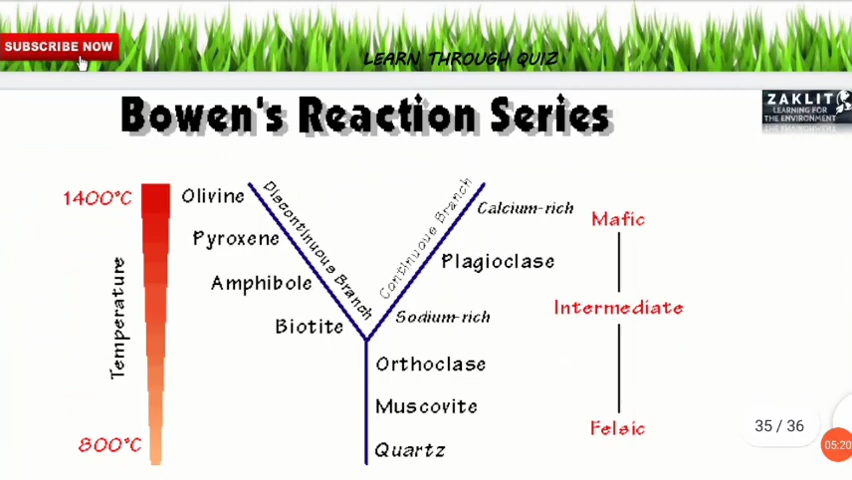 SUBSCRIBE NOW
LEARN THROUGH QUIZ
ZAKLIT
LEARNING FOR
THE ENVIRONMENT
Bowen's Reaction Series
1400°C
Temperature
800°C
Olivine
Pyroxene
Amphibole
Biotite
Discontinuous Branch
Continuous Branch
Calcium-rich
Plagioclase
Sodium-rich
Orthoclase
Muscovite
Quartz
Mafic
Intermediate
Felsic
35 / 36
05:20